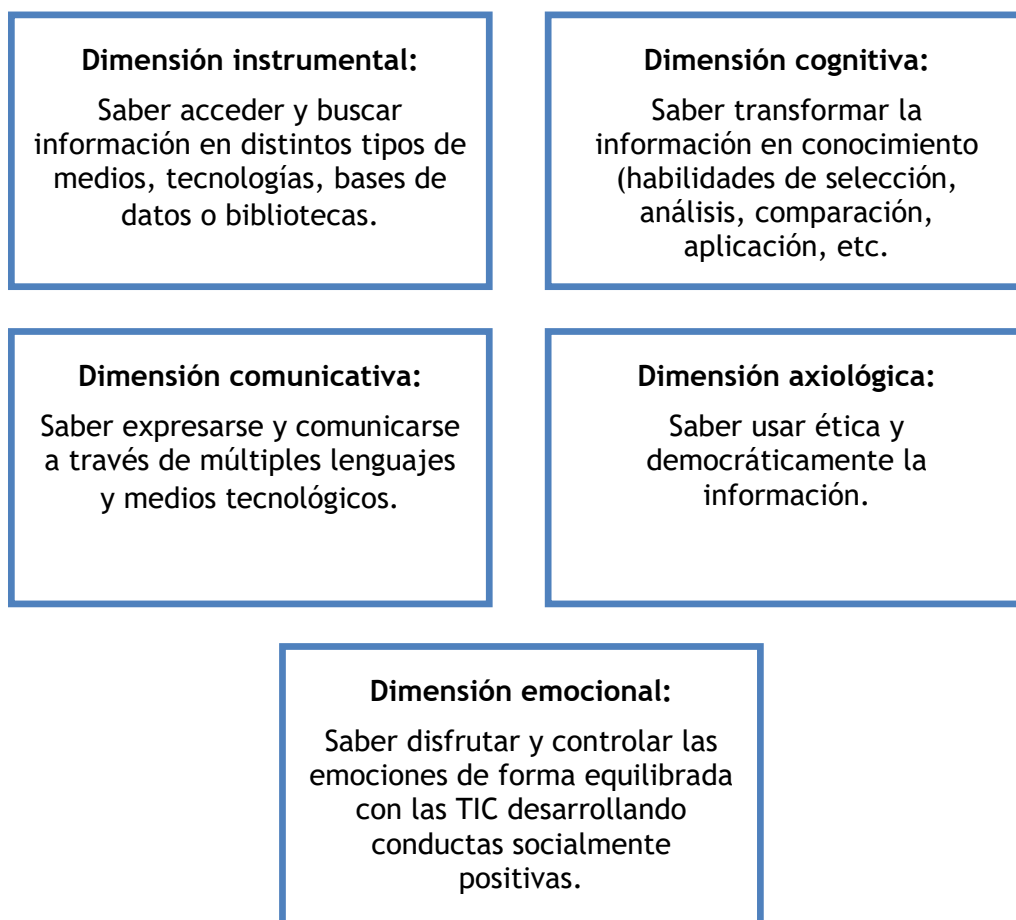 Dimensión instrumental:
Saber acceder y buscar
información en distintos tipos de
medios, tecnologías, bases de
datos o bibliotecas.
Dimensión cognitiva:
Saber transformar la
información en conocimiento
(habilidades de selección,
análisis, comparación,
aplicación, etc.
Dimensión comunicativa:
Saber expresarse y comunicarse
a través de múltiples lenguajes
y medios tecnológicos.
Dimensión axiológica:
Saber usar ética y
democráticamente la
información.
Dimensión emocional:
Saber disfrutar y controlar las
emociones de forma equilibrada
con las TIC desarrollando
conductas socialmente
positivas.